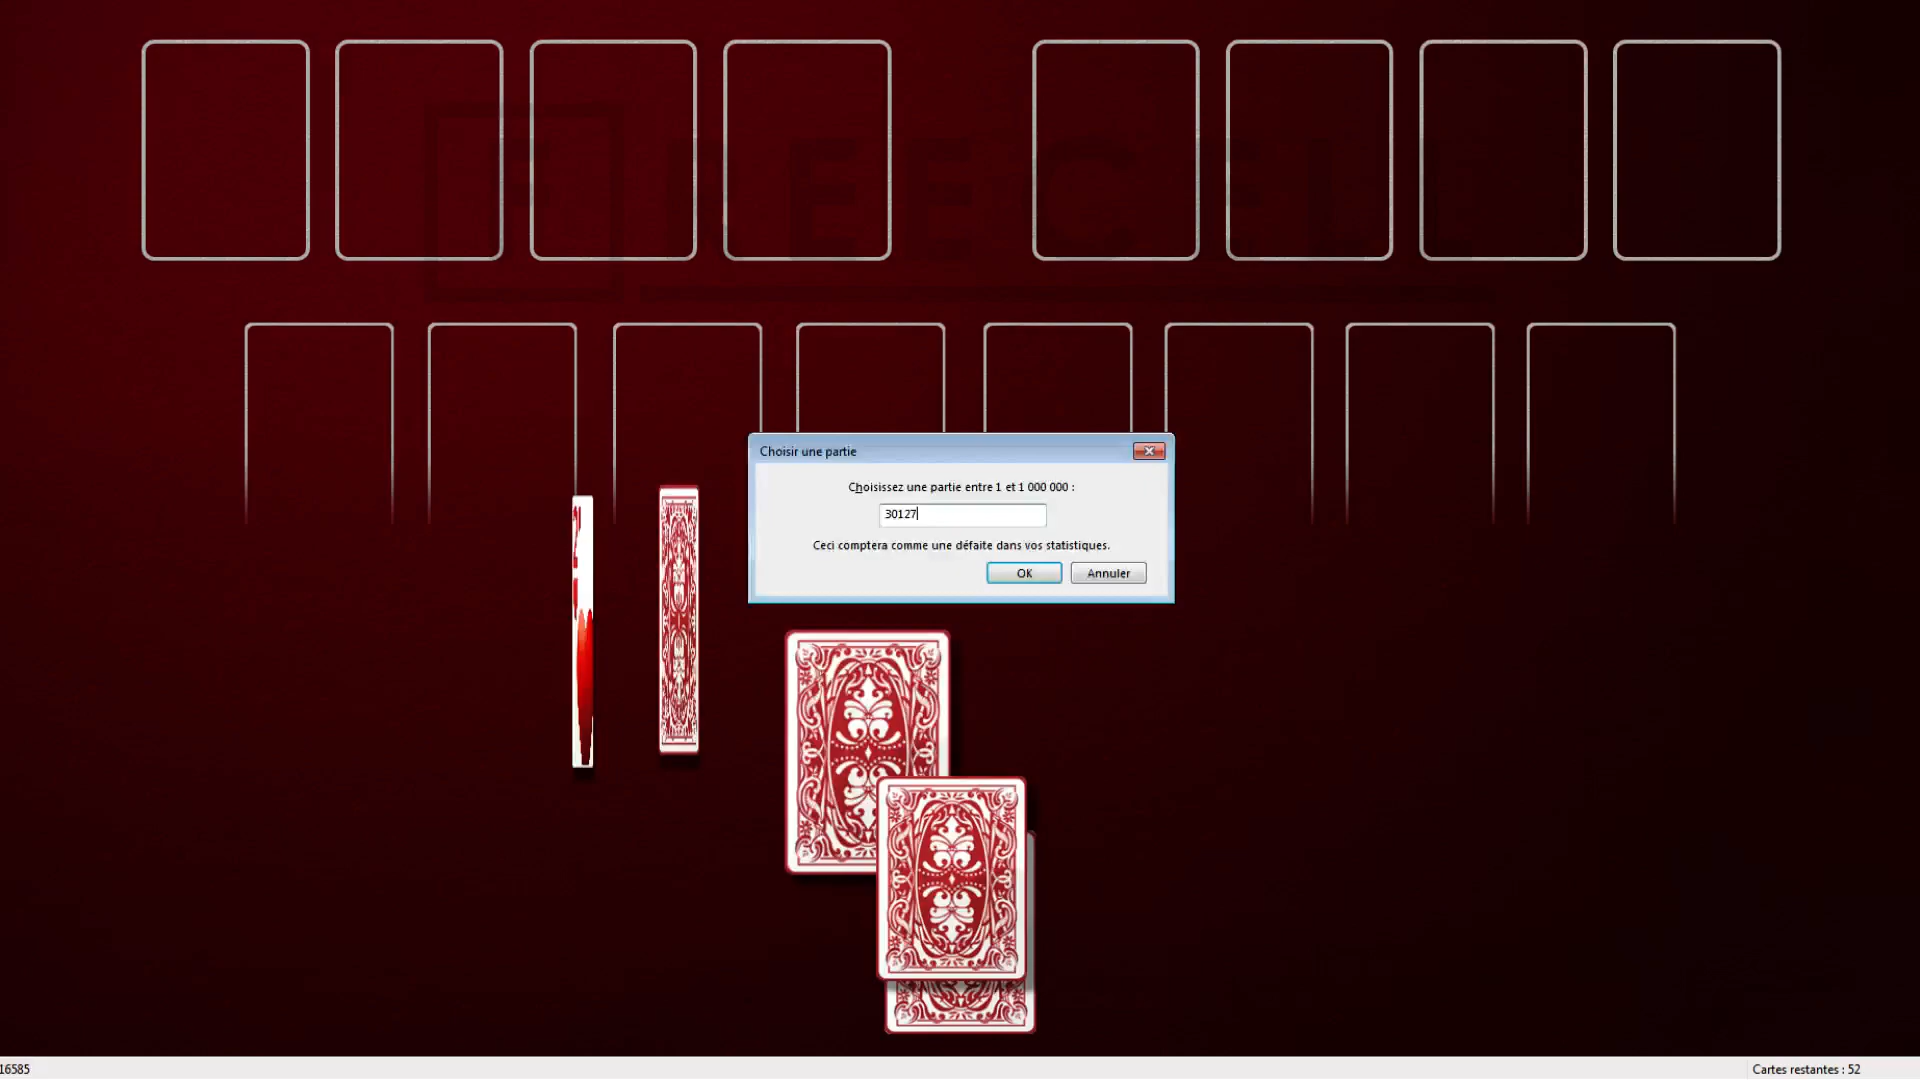 FREECELL
Choisir une partie
Choisissez une partie entre 1 et 1 000 000 :
30127
Ceci comptera comme une défaite dans vos statistiques.
OK
Annuler
16585
Cartes restantes : 52